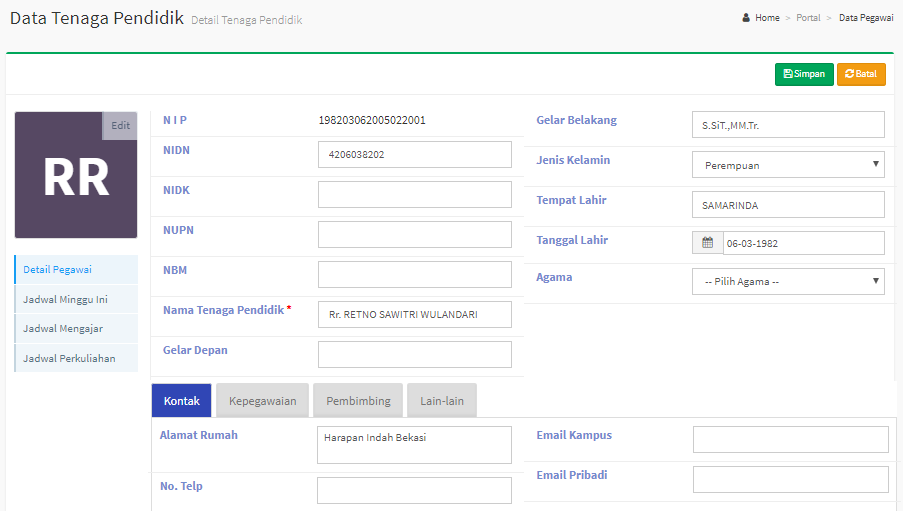 Data Tenaga Pendidik Detail Tenaga Pendidik
Home > Portal > Data Pegawai
Simpan Batal
Edit
RR
Detail Pegawai
Jadwal Minggu Ini
Jadwal Mengajar
Jadwal Perkuliahan
N I P 198203062005022001
NIDN 4206038202
NIDK
NUPN
NBM
Nama Tenaga Pendidik * Rr. RETNO SAWITRI WULANDARI
Gelar Depan
Gelar Belakang S.SiT.,MM.Tr.
Jenis Kelamin Perempuan
Tempat Lahir SAMARINDA
Tanggal Lahir 06-03-1982
Agama -- Pilih Agama --
Kontak Kepegawaian Pembimbing Lain-lain
Alamat Rumah Harapan Indah Bekasi
No. Telp
Email Kampus
Email Pribadi